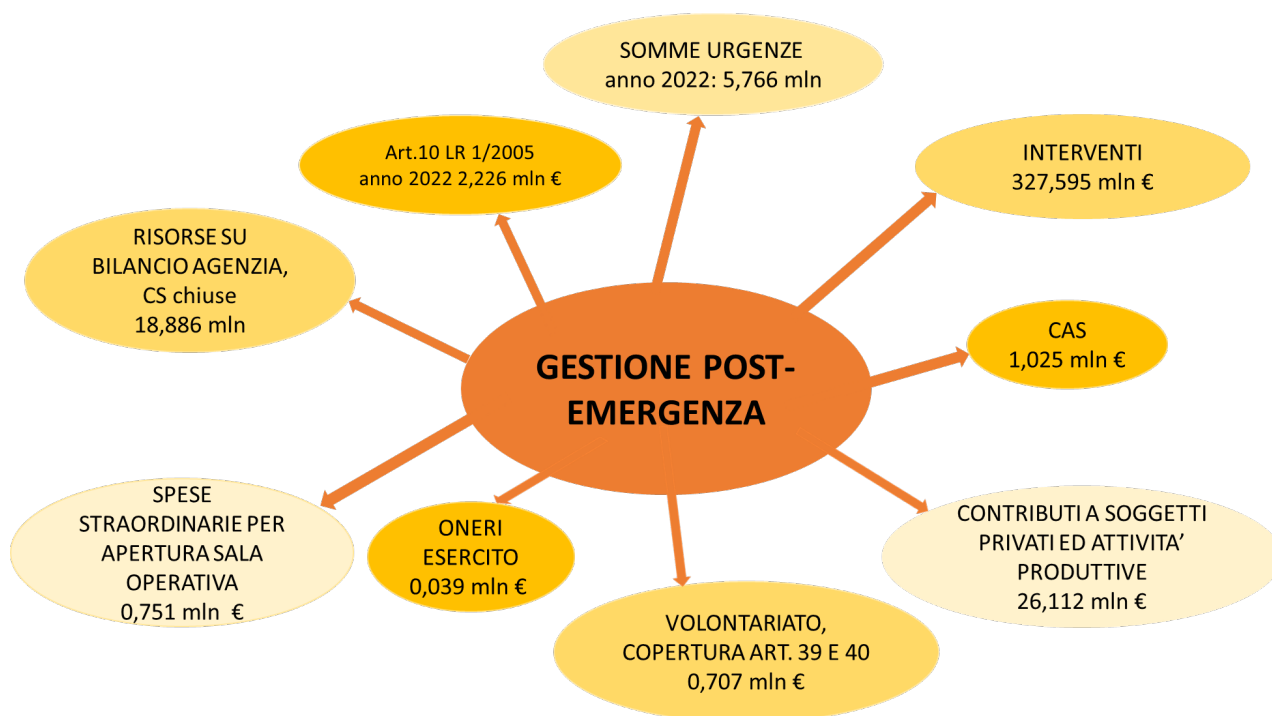 SOMME URGENZE
anno 2022: 5,766 mln
Art.10 LR 1/2005
anno 2022 2,226 mln €
INTERVENTI
327,595 mln €
RISORSE SU
BILANCIO AGENZIA,
CS chiuse
18,886 mln
CAS
1,025 mln €
GESTIONE POST-
EMERGENZA
SPESE
STRAORDINARIE PER
APERTURA SALA
OPERATIVA
0,751 mln  €
ONERI
ESERCITO
0,039 mln €
VOLONTARIATO,
COPERTURA ART. 39 E 40
0,707 mln €
CONTRIBUTI A SOGGETTI
PRIVATI ED ATTIVITA’
PRODUTTIVE
26,112 mln €